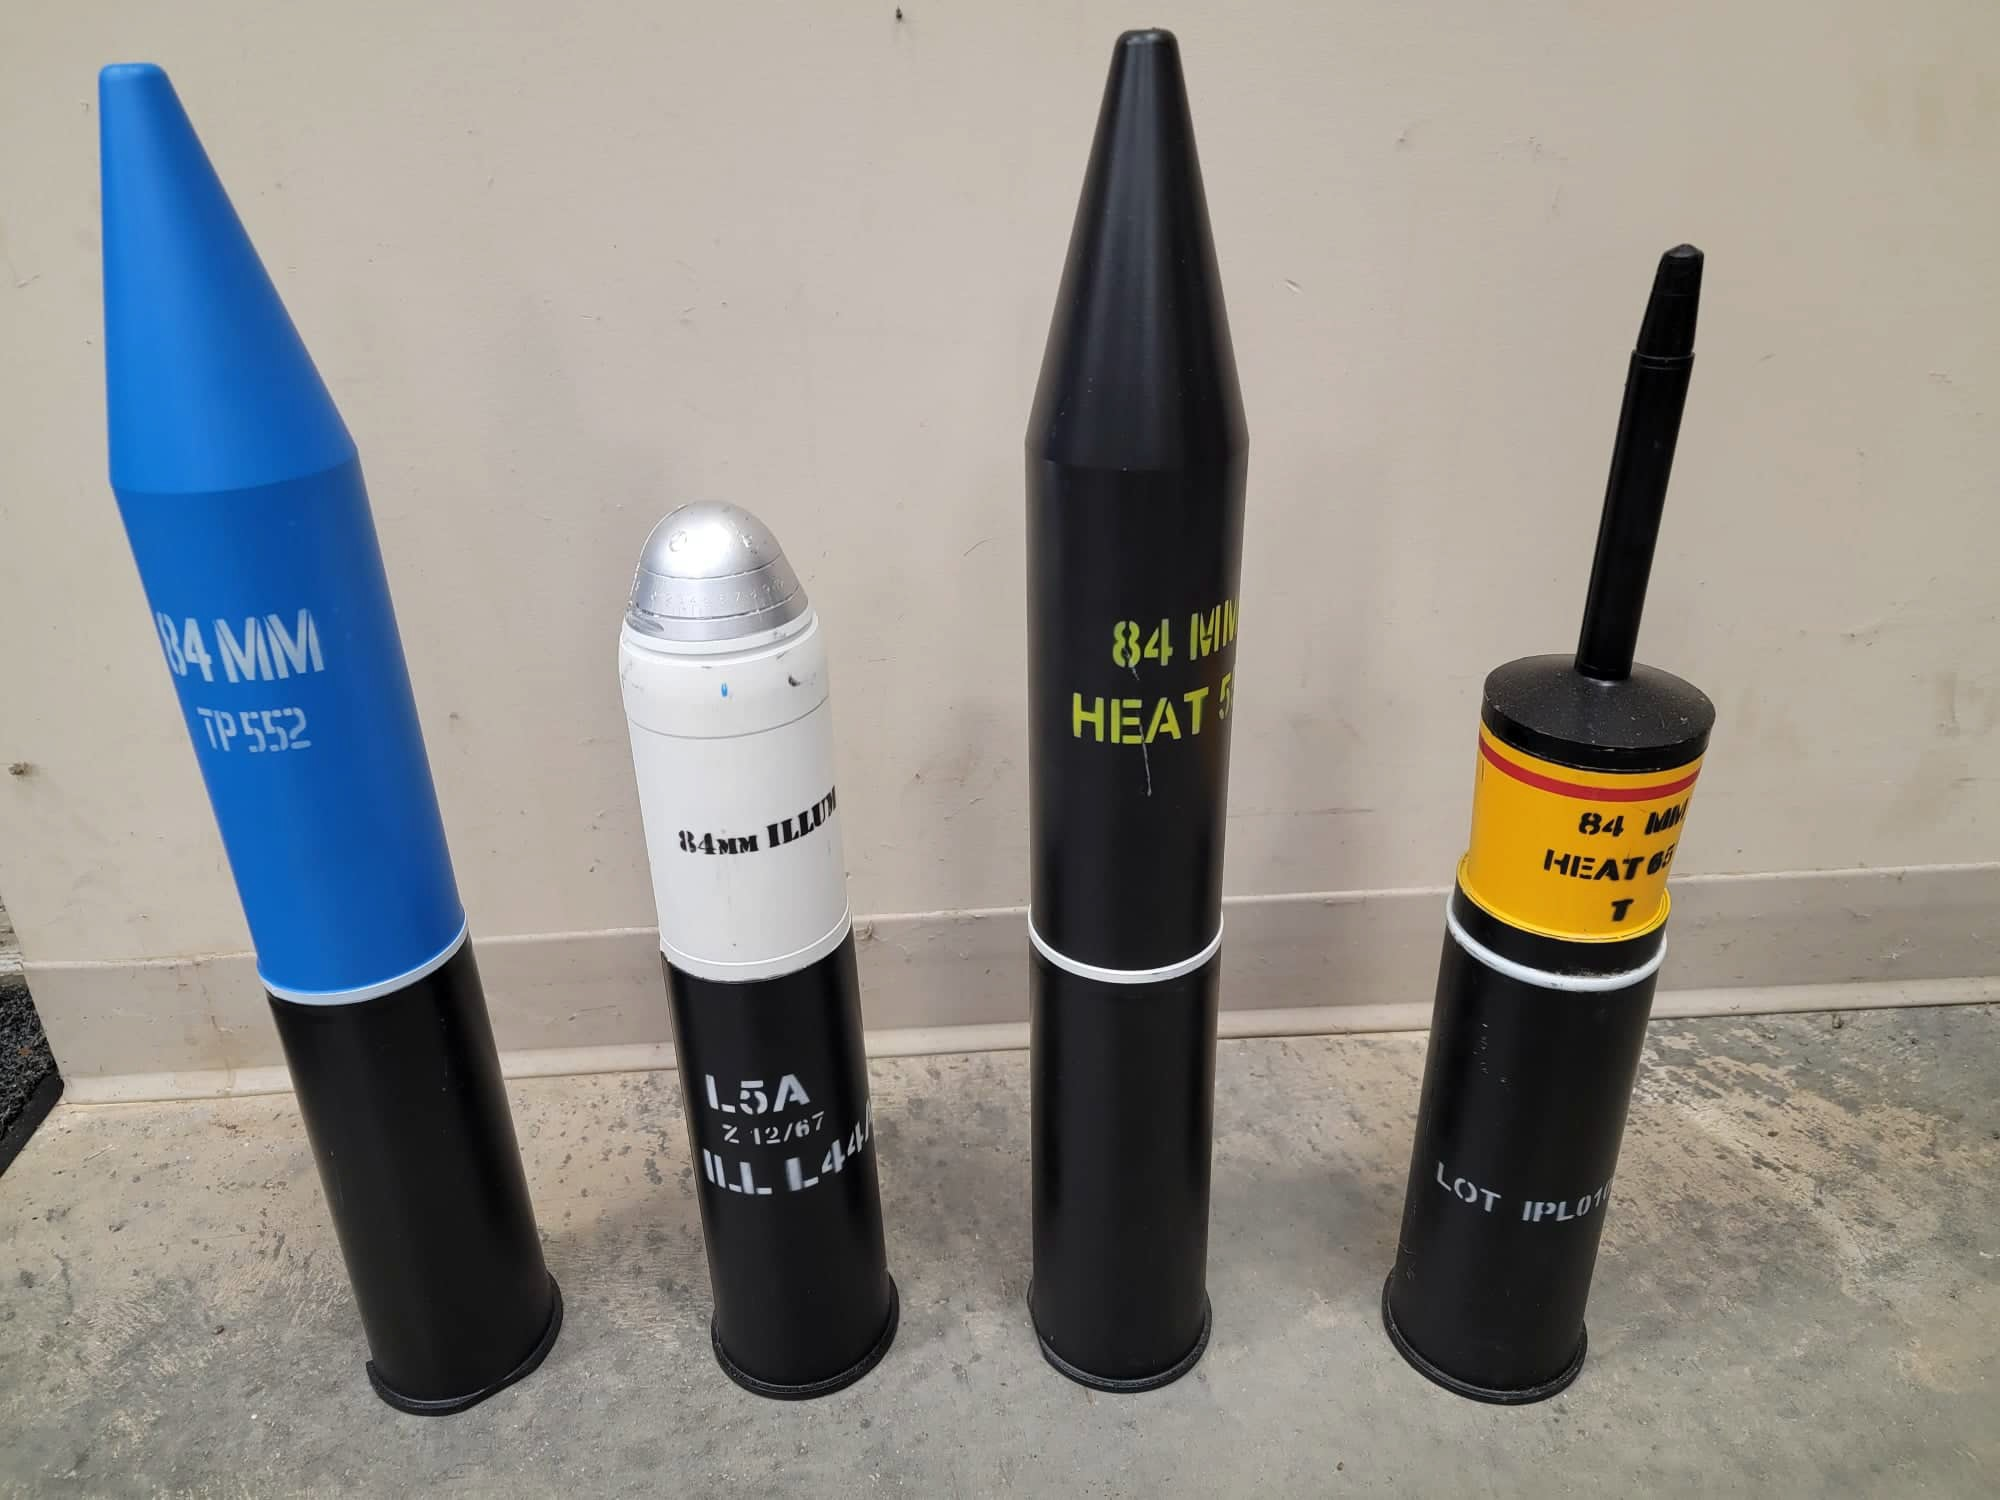 84 MM
TP 552
84MM ILLUM
L5A
Z 12/67
ILL L44A
84 MM
HEAT 5
84 MM
HEAT 65
T
LOT IPL01